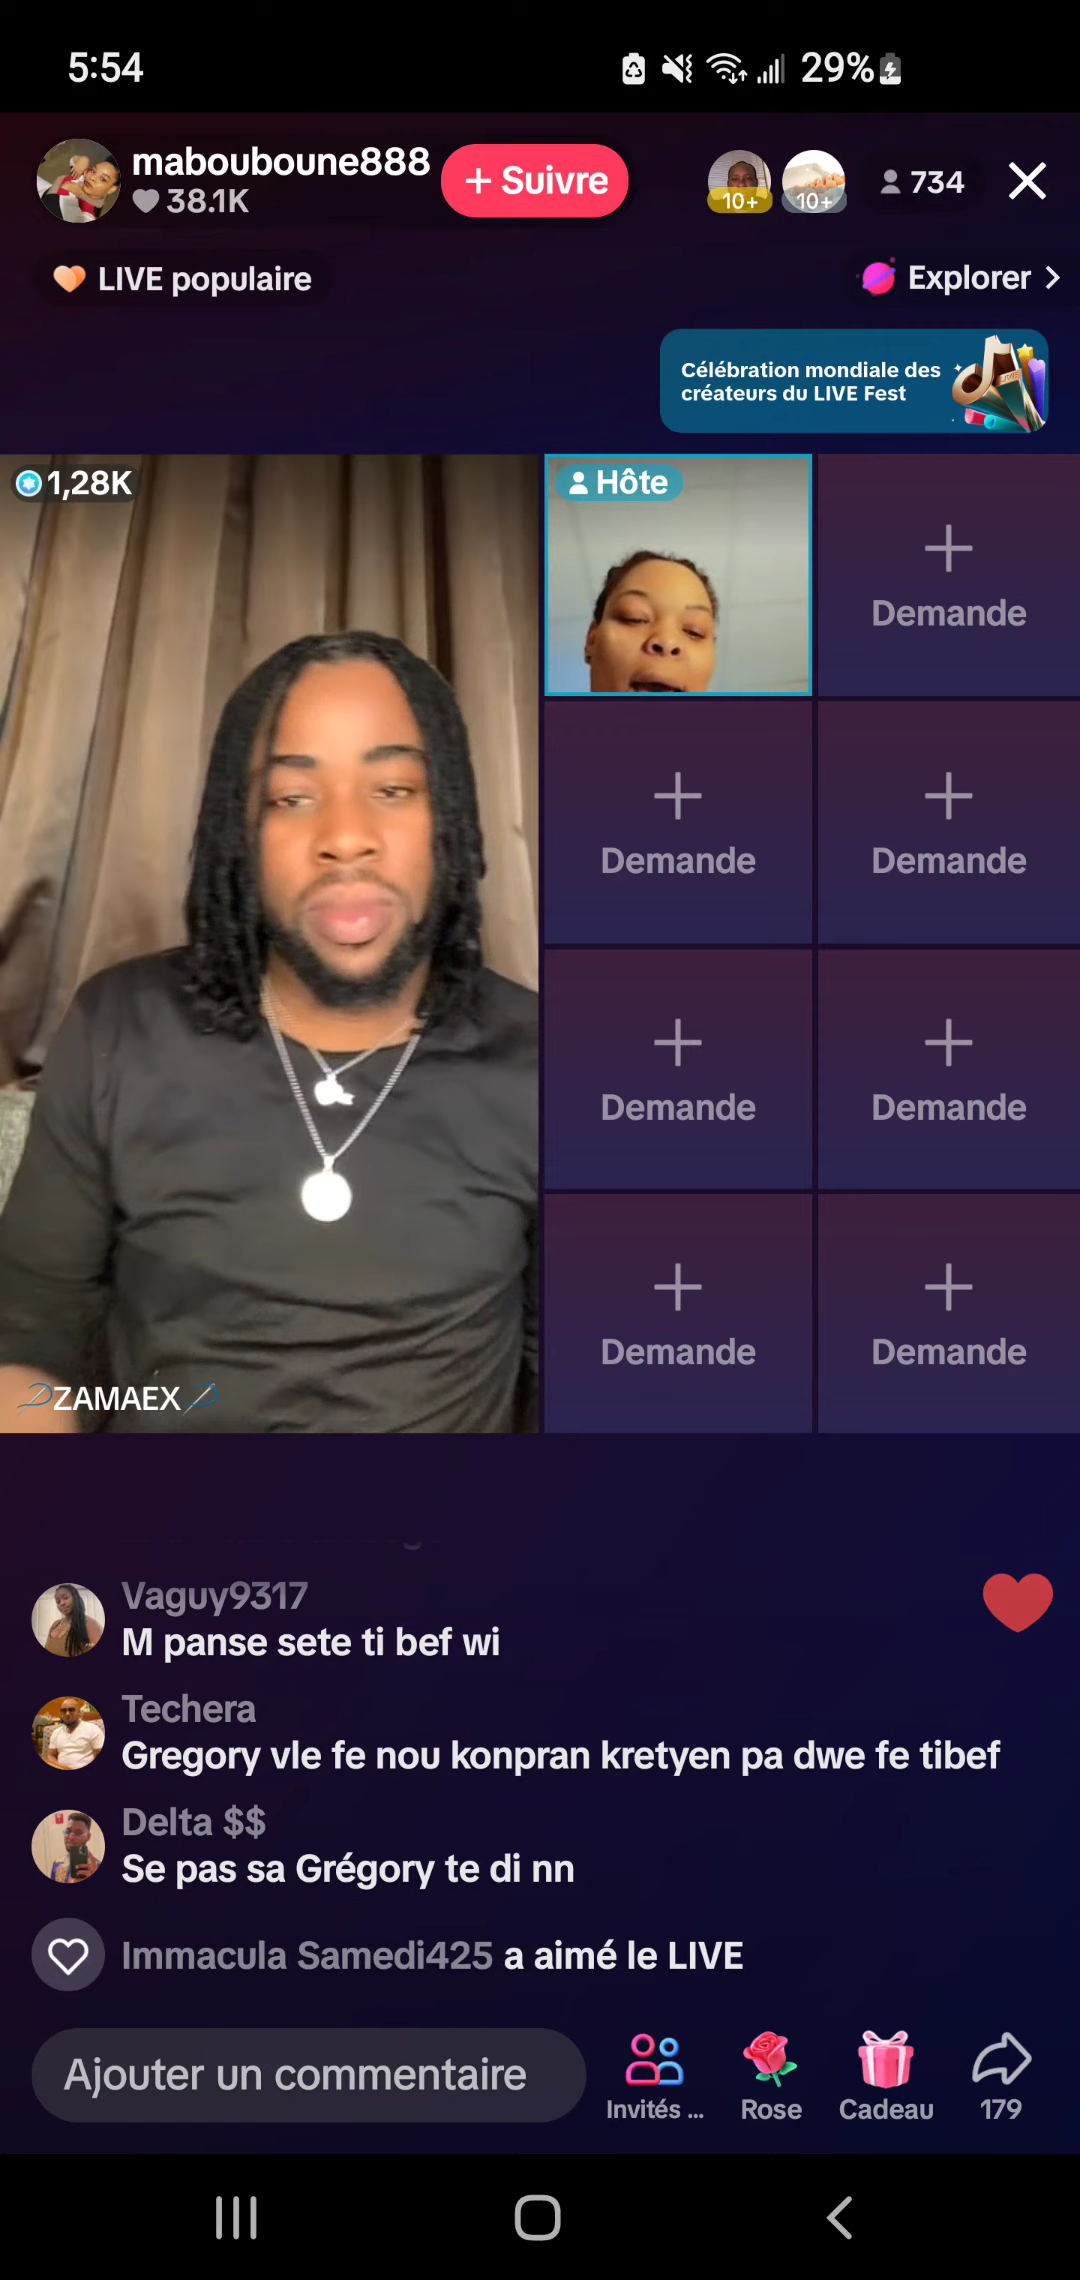 5:54
29%
mabouboune888
38.1K
+ Suivre
10+
10+
734
LIVE populaire
Explorer
Célébration mondiale des
créateurs du LIVE Fest
1,28K
Hôte
Demande
Demande
Demande
Demande
Demande
Demande
Demande
ZAMAEX
Vaguy9317
M panse sete ti bef wi
Techera
Gregory vle fe nou konpran kretyen pa dwe fe tibef
Delta $$
Se pas sa Grégory te di nn
Immacula Samedi425 a aimé le LIVE
Ajouter un commentaire
Invités ...
Rose
Cadeau
179